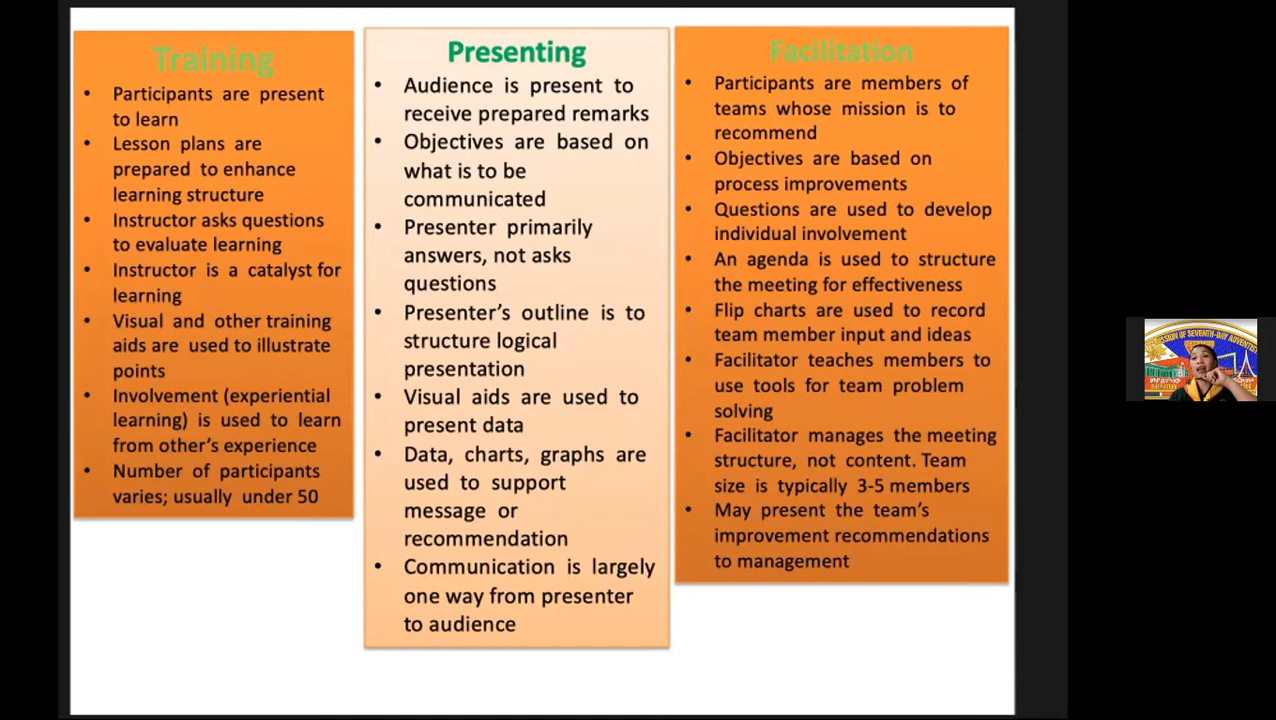 Training
• Participants are present
to learn
• Lesson plans are
prepared to enhance
learning structure
• Instructor asks questions
to evaluate learning
• Instructor is a catalyst for
learning
• Visual and other training
aids are used to illustrate
points
• Involvement (experiential
learning) is used to learn
from other's experience
• Number of participants
varies; usually under 50
Presenting
• Audience is present to
receive prepared remarks
• Objectives are based on
what is to be
communicated
• Presenter primarily
answers, not asks
questions
• Presenter's outline is to
structure logical
presentation
• Visual aids are used to
present data
• Data, charts, graphs are
used to support
message or
recommendation
• Communication is largely
one way from presenter
to audience
Facilitation
• Participants are members of
teams whose mission is to
recommend
• Objectives are based on
process improvements
• Questions are used to develop
individual involvement
• An agenda is used to structure
the meeting for effectiveness
• Flip charts are used to record
team member input and ideas
• Facilitator teaches members to
use tools for team problem
solving
• Facilitator manages the meeting
structure, not content. Team
size is typically 3-5 members
• May present the team's
improvement recommendations
to management
SSION OF SEVENTH-DAY ADVENTIS